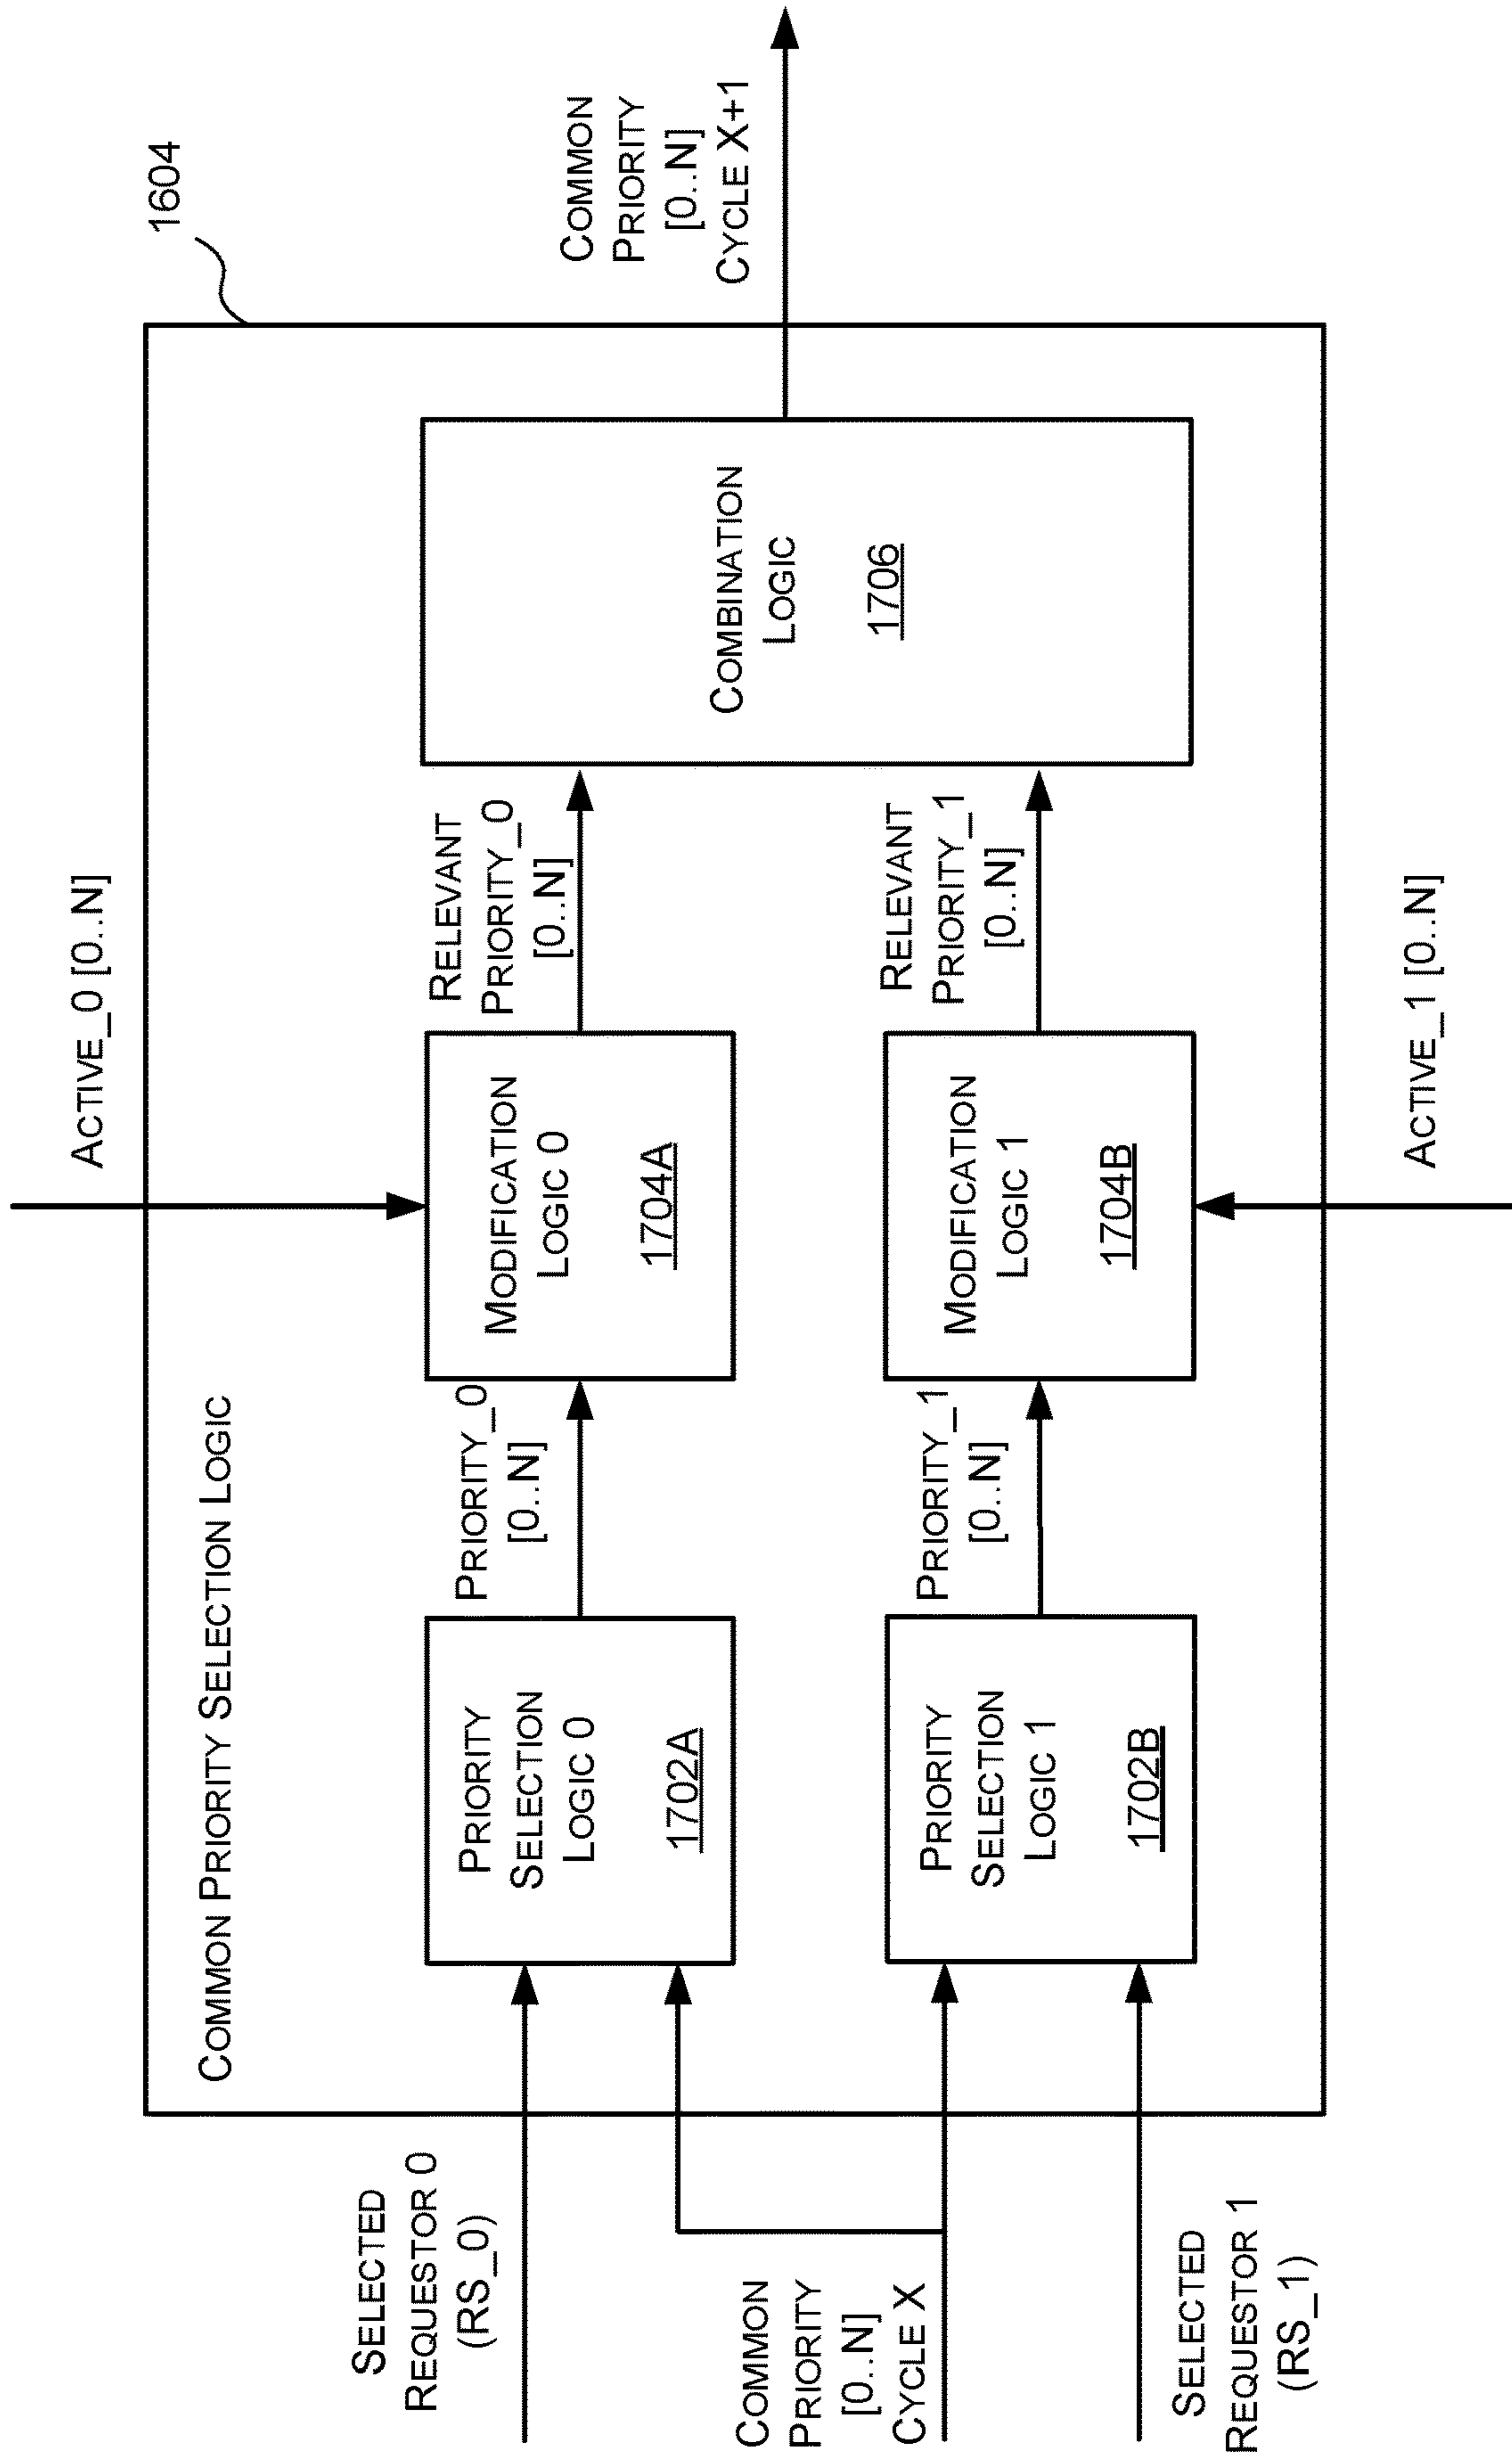 1604
COMMON PRIORITY SELECTION LOGIC
ACTIVE_0 [0..N]
SELECTED
REQUESTOR 0
(RS_0)
PRIORITY
SELECTION
LOGIC 0
1702A
PRIORITY_0
[0..N]
MODIFICATION
LOGIC 0
1704A
RELEVANT
PRIORITY_0
[0..N]
COMMON
PRIORITY
[0..N]
CYCLE X+1
COMBINATION
LOGIC
1706
COMMON
PRIORITY
[0..N]
CYCLE X
PRIORITY
SELECTION
LOGIC 1
1702B
PRIORITY_1
[0..N]
MODIFICATION
LOGIC 1
1704B
RELEVANT
PRIORITY_1
[0..N]
SELECTED
REQUESTOR 1
(RS_1)
ACTIVE_1 [0..N]